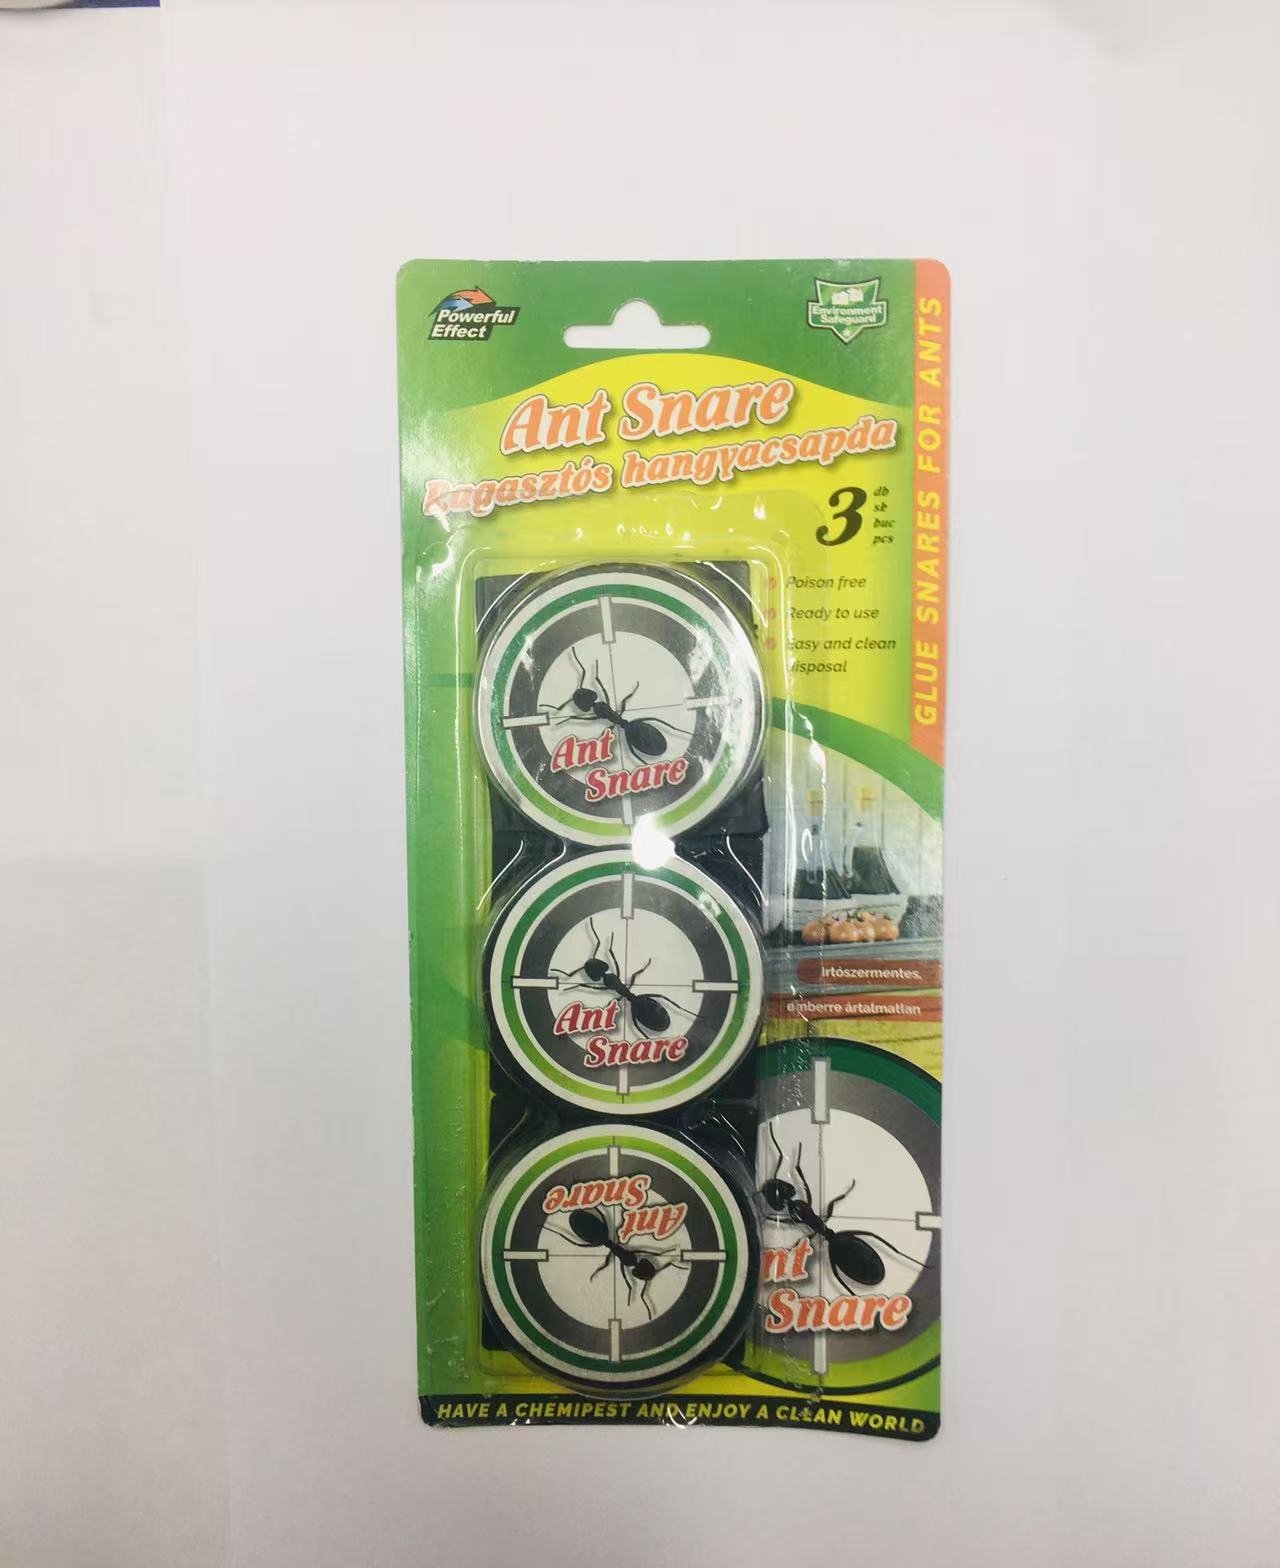 Powerful
Effect
Environment
Safeguard
Ant Snare
Ragasztós hangyacsapda
3 db
sk
buc
pcs
Poison free
Ready to use
Easy and clean
disposal
GLUE SNARES FOR ANTS
Ant
Snare
Ant
Snare
Ant
Snare
Irtószermentes,
emberre ártalmatlan
nt
Snare
HAVE A CHEMIPEST AND ENJOY A CLEAN WORLD